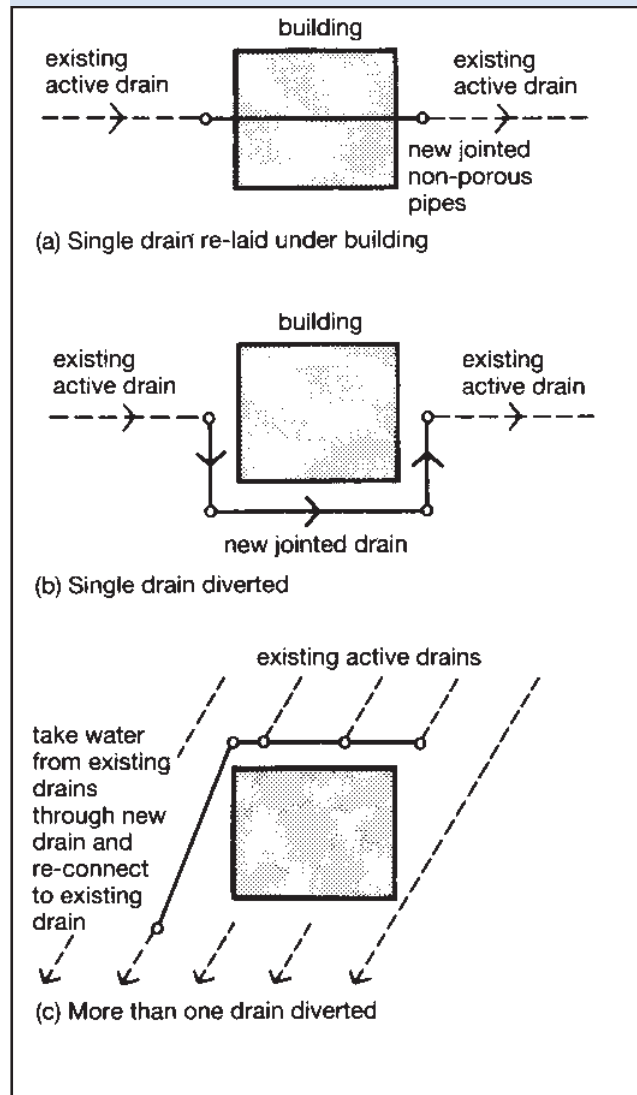 building
existing
active drain
existing
active drain
new jointed
non-porous
pipes
(a) Single drain re-laid under building
building
existing
active drain
existing
active drain
new jointed drain
(b) Single drain diverted
existing active drains
take water
from existing
drains
through new
drain and
re-connect
to existing
drain
(c) More than one drain diverted